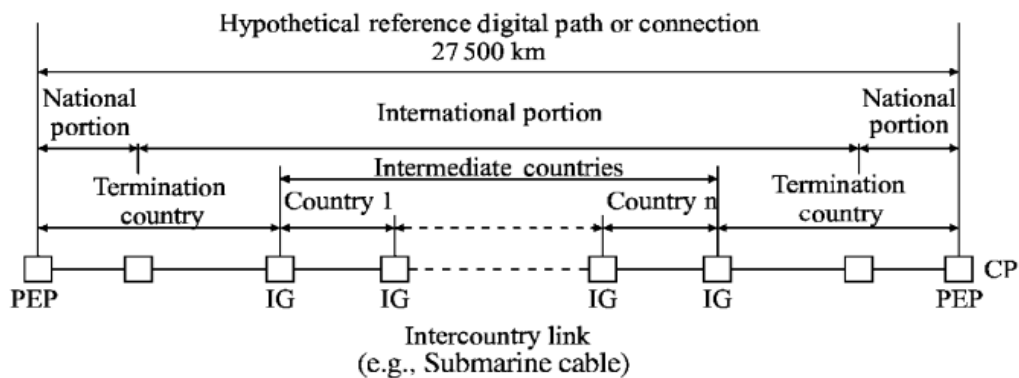 Hypothetical reference digital path or connection
27 500 km
National
portion
International portion
National
portion
Intermediate countries
Termination
country
Country 1
Country n
Termination
country
CP
PEP
IG
IG
IG
IG
PEP
Intercountry link
(e.g., Submarine cable)